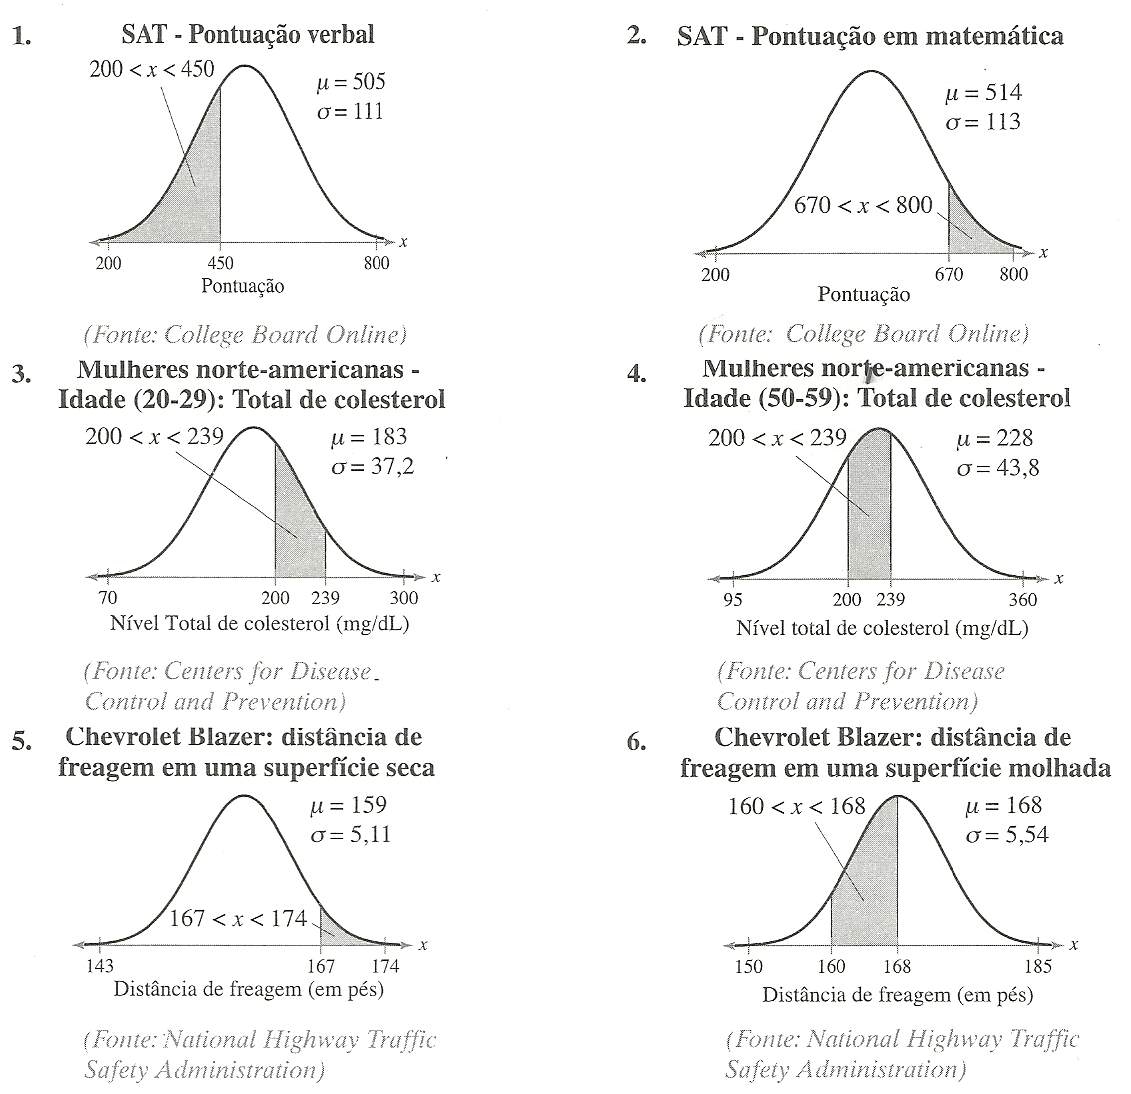 1.
SAT - Pontuação verbal
200 < x < 450
μ = 505
σ = 111
200
450
800
x
Pontuação
(Fonte: College Board Online)
2.
SAT - Pontuação em matemática
μ = 514
σ = 113
670 < x < 800
200
670
800
x
Pontuação
(Fonte: College Board Online)
3.
Mulheres norte-americanas -
Idade (20-29): Total de colesterol
200 < x < 239
μ = 183
σ = 37,2
70
200
239
300
x
Nível Total de colesterol (mg/dL)
(Fonte: Centers for Disease
Control and Prevention)
4.
Mulheres norte-americanas -
Idade (50-59): Total de colesterol
200 < x < 239
μ = 228
σ = 43,8
95
200
239
360
x
Nível total de colesterol (mg/dL)
(Fonte: Centers for Disease
Control and Prevention)
5.
Chevrolet Blazer: distância de
freagem em uma superfície seca
μ = 159
σ = 5,11
167 < x < 174
143
167
174
x
Distância de freagem (em pés)
(Fonte: National Highway Traffic
Safety Administration)
6.
Chevrolet Blazer: distância de
freagem em uma superfície molhada
160 < x < 168
μ = 168
σ = 5,54
150
160
168
185
x
Distância de freagem (em pés)
(Fonte: National Highway Traffic
Safety Administration)